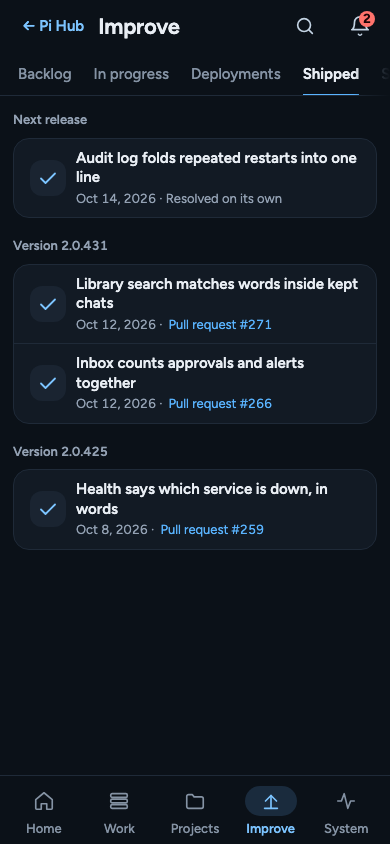 ← Pi Hub Improve
2
Backlog In progress Deployments Shipped
Next release
Audit log folds repeated restarts into one
line
Oct 14, 2026 · Resolved on its own
Version 2.0.431
Library search matches words inside kept
chats
Oct 12, 2026 · Pull request #271
Inbox counts approvals and alerts
together
Oct 12, 2026 · Pull request #266
Version 2.0.425
Health says which service is down, in
words
Oct 8, 2026 · Pull request #259
Home Work Projects Improve System